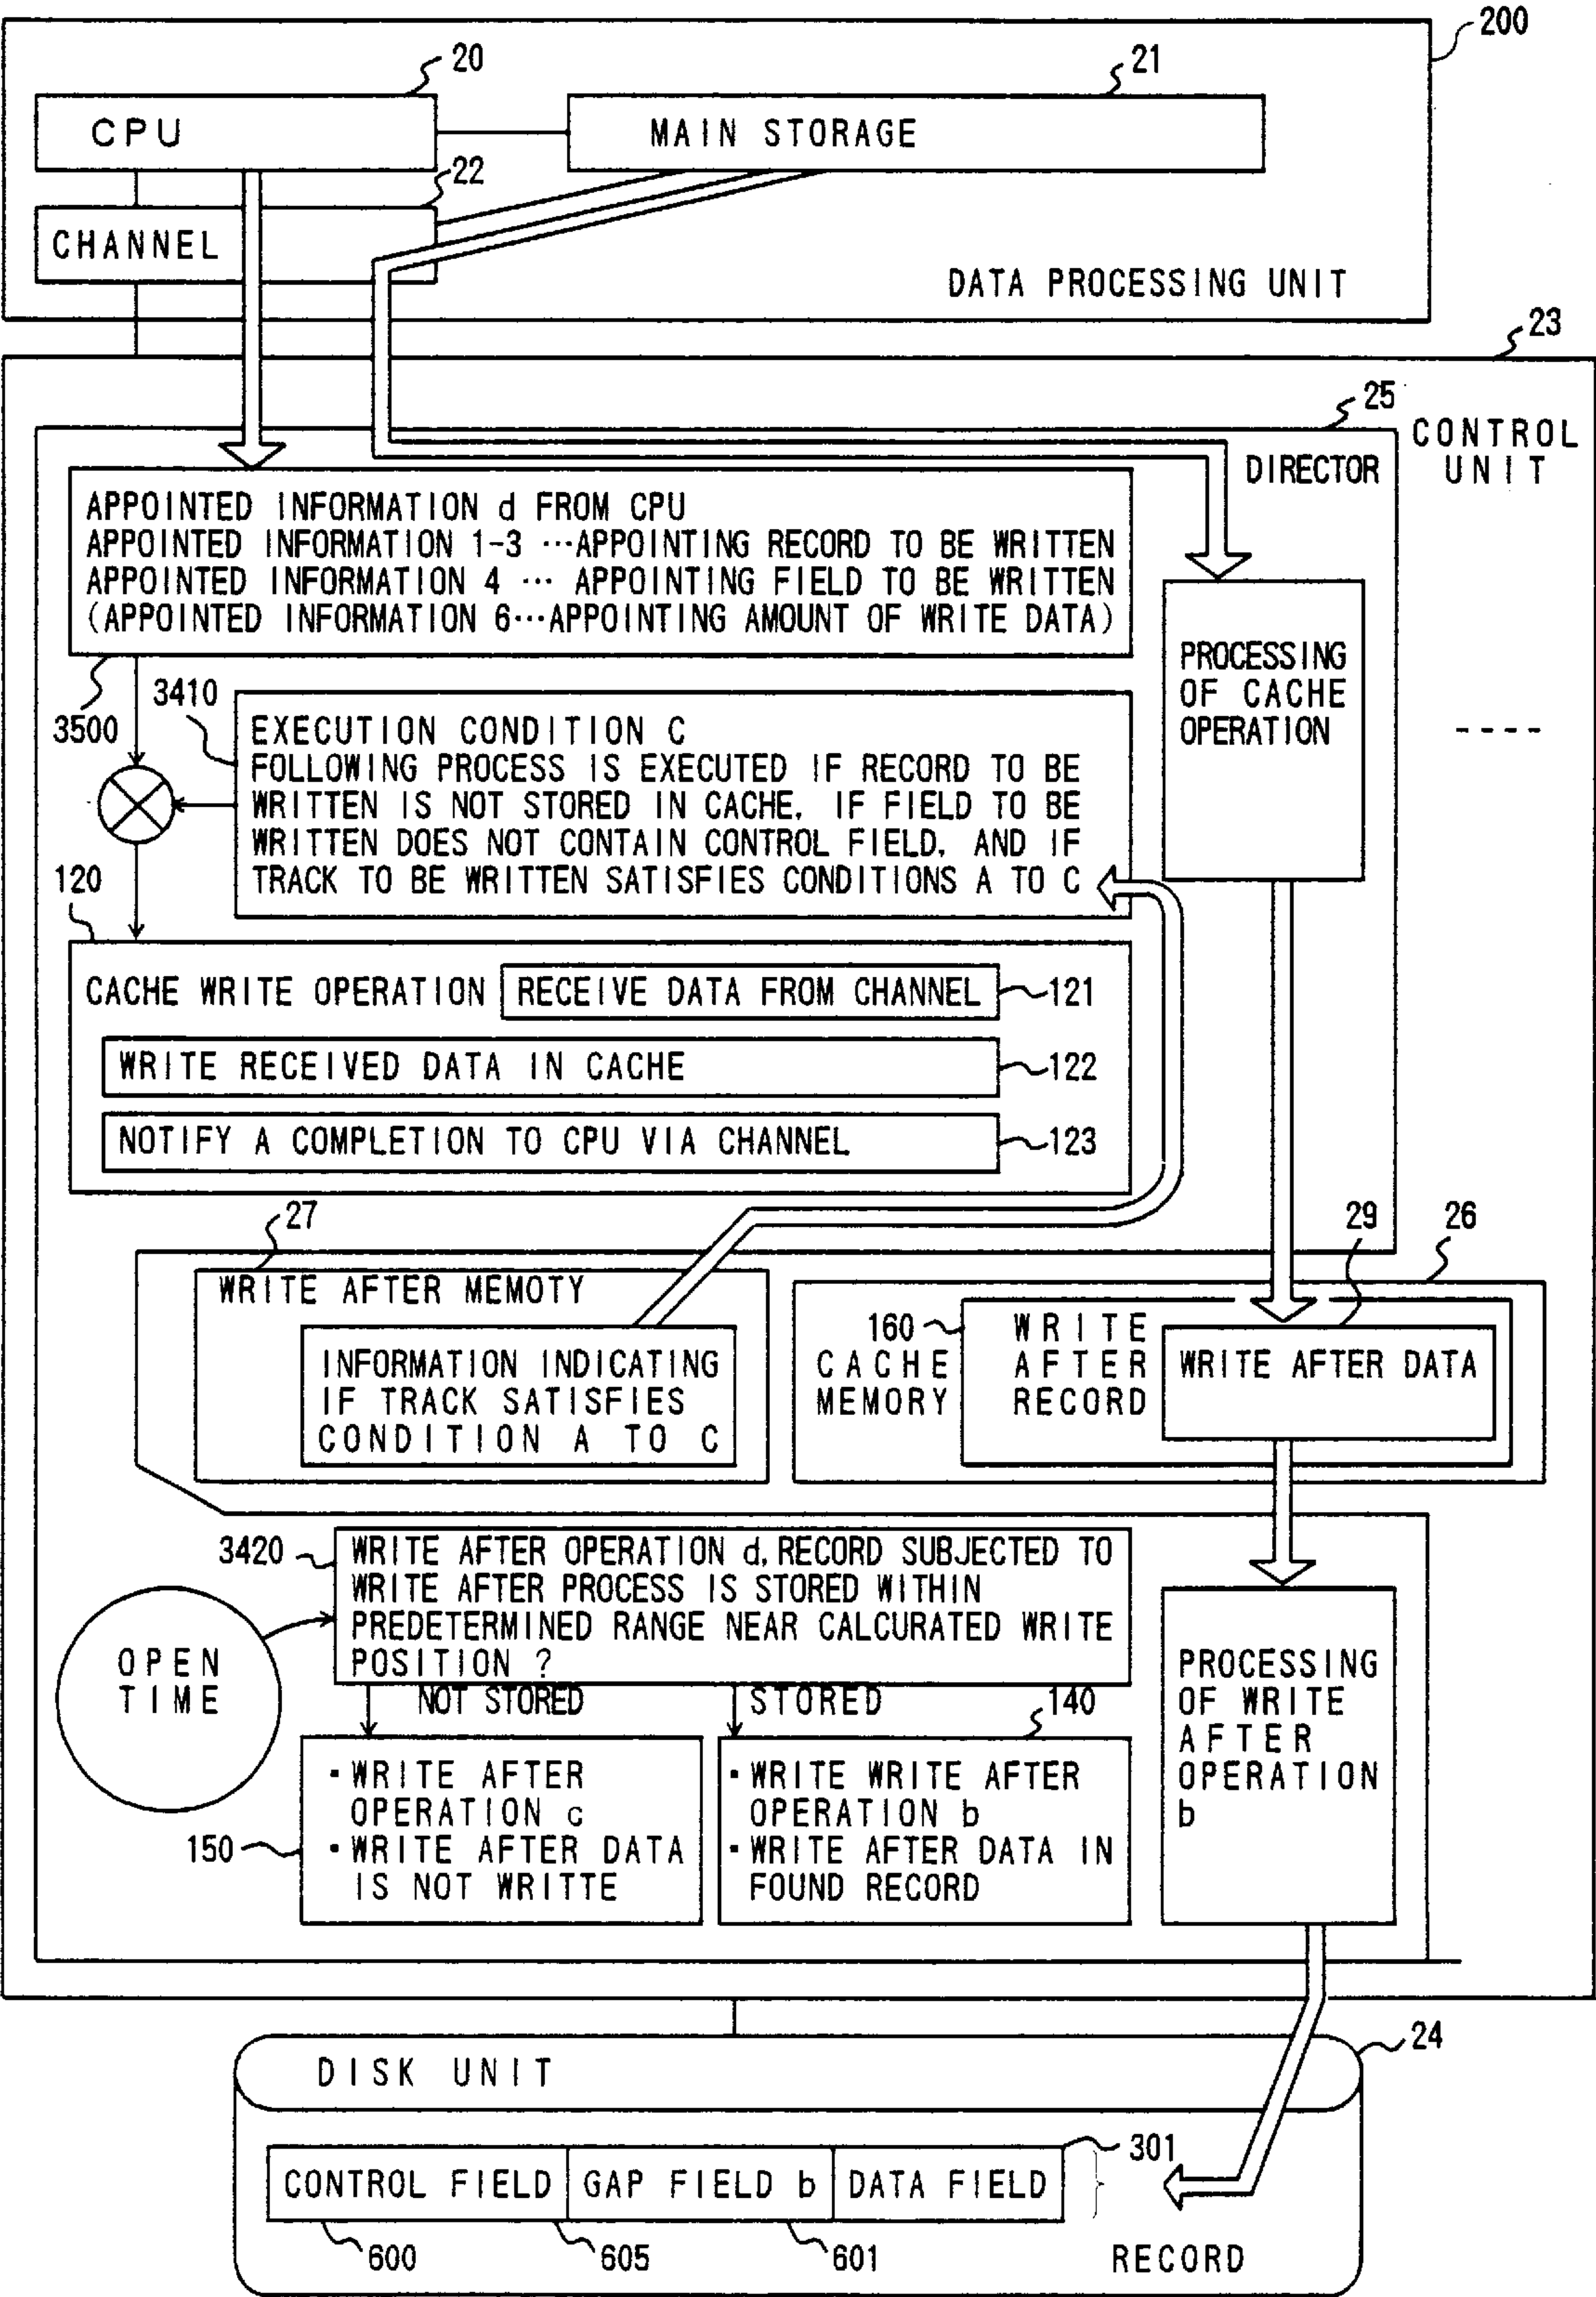 200
20
21
CPU
MAIN STORAGE
22
CHANNEL
DATA PROCESSING UNIT
23
25
CONTROL
UNIT
DIRECTOR
APPOINTED INFORMATION d FROM CPU
APPOINTED INFORMATION 1-3 ···APPOINTING RECORD TO BE WRITTEN
APPOINTED INFORMATION 4 ··· APPOINTING FIELD TO BE WRITTEN
(APPOINTED INFORMATION 6···APPOINTING AMOUNT OF WRITE DATA)
PROCESSING
OF CACHE
OPERATION
3500
3410
----
EXECUTION CONDITION C
FOLLOWING PROCESS IS EXECUTED IF RECORD TO BE
WRITTEN IS NOT STORED IN CACHE, IF FIELD TO BE
WRITTEN DOES NOT CONTAIN CONTROL FIELD, AND IF
TRACK TO BE WRITTEN SATISFIES CONDITIONS A TO C
120
CACHE WRITE OPERATION
RECEIVE DATA FROM CHANNEL
121
WRITE RECEIVED DATA IN CACHE
122
NOTIFY A COMPLETION TO CPU VIA CHANNEL
123
27
29
26
WRITE AFTER MEMOTY
INFORMATION INDICATING
IF TRACK SATISFIES
CONDITION A TO C
160
CACHE
MEMORY
WRITE
AFTER
RECORD
WRITE AFTER DATA
3420
WRITE AFTER OPERATION d, RECORD SUBJECTED TO
WRITE AFTER PROCESS IS STORED WITHIN
PREDETERMINED RANGE NEAR CALCURATED WRITE
POSITION ?
OPEN
TIME
NOT STORED
STORED
140
PROCESSING
OF WRITE
AFTER
OPERATION
b
150
· WRITE AFTER
OPERATION c
· WRITE AFTER DATA
IS NOT WRITTE
· WRITE WRITE AFTER
OPERATION b
· WRITE AFTER DATA IN
FOUND RECORD
24
DISK UNIT
301
CONTROL FIELD
GAP FIELD b
DATA FIELD
600
605
601
RECORD